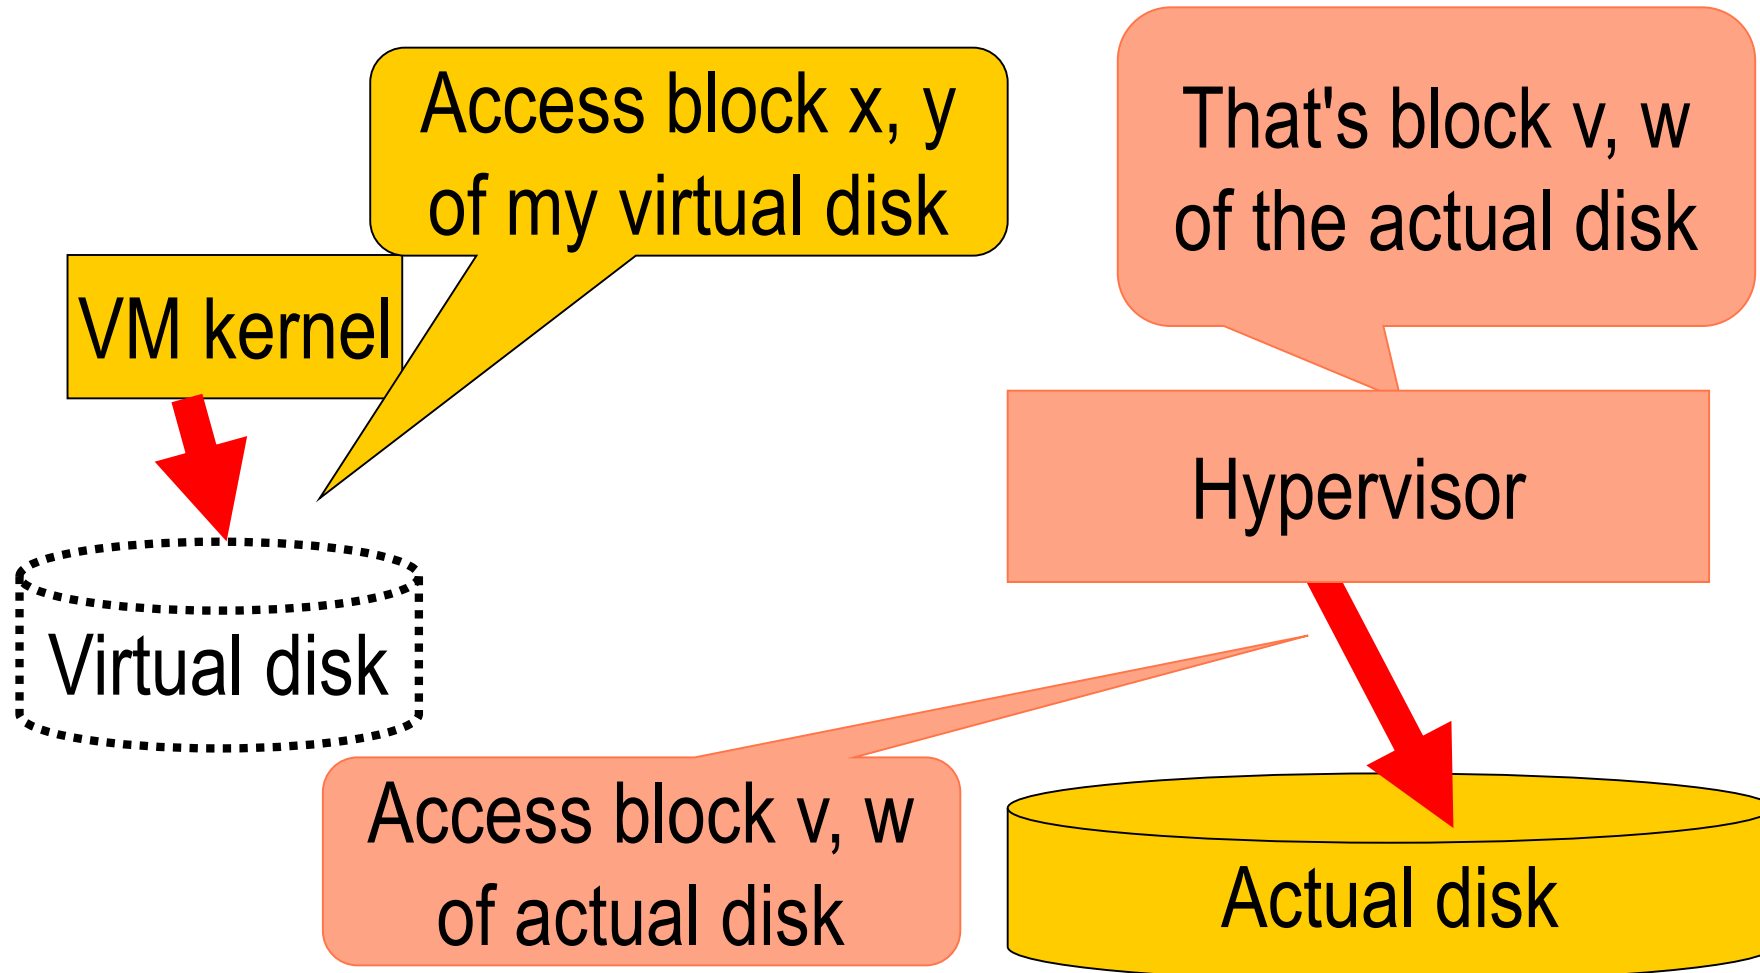 Access block x, y
of my virtual disk
That's block v, w
of the actual disk
VM kernel
Hypervisor
Virtual disk
Access block v, w
of actual disk
Actual disk